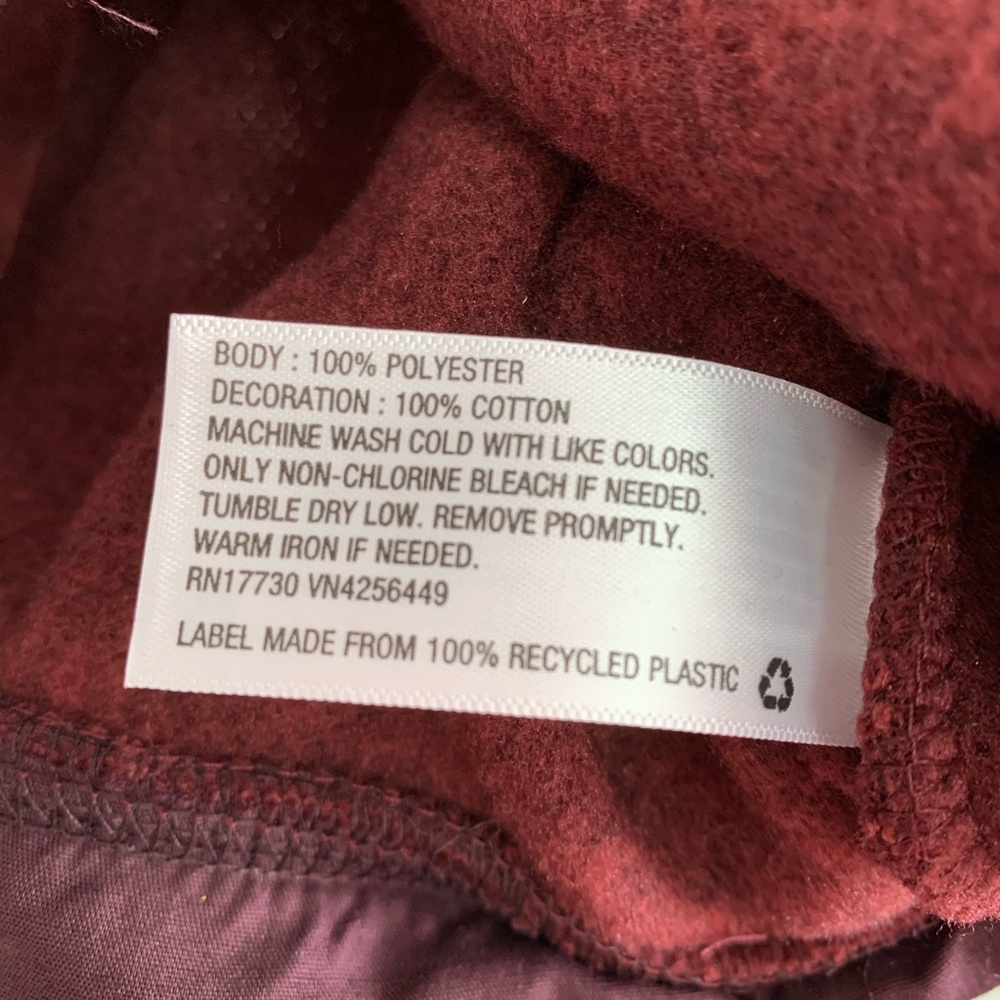 BODY : 100% POLYESTER
DECORATION : 100% COTTON
MACHINE WASH COLD WITH LIKE COLORS.
ONLY NON-CHLORINE BLEACH IF NEEDED.
TUMBLE DRY LOW. REMOVE PROMPTLY.
WARM IRON IF NEEDED.
RN17730 VN4256449
LABEL MADE FROM 100% RECYCLED PLASTIC